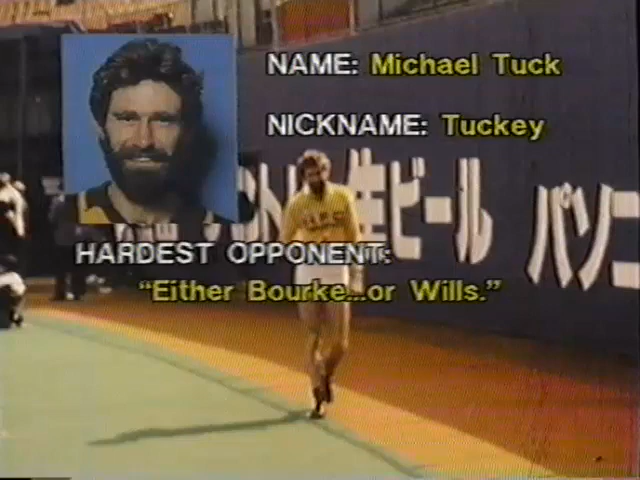 NAME: Michael Tuck
NICKNAME: Tuckey
生ビール パソコ
HARDEST OPPONENT:
“Either Bourke...or Wills.”